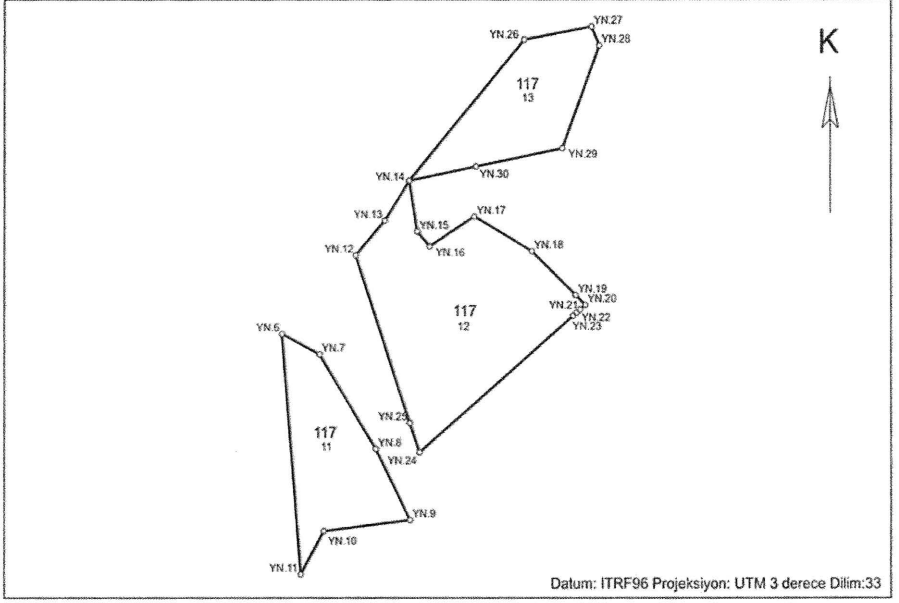 YN.27
YN.26
YN.28
K
117
13
YN.29
YN.30
YN.14
YN.13
YN.17
YN.15
YN.12
YN.16
YN.18
YN.19
YN.20
YN.21
YN.22
YN.23
117
12
YN.6
YN.7
YN.25
YN.8
YN.24
117
11
YN.9
YN.10
YN.11
Datum: ITRF96 Projeksiyon: UTM 3 derece Dilim:33